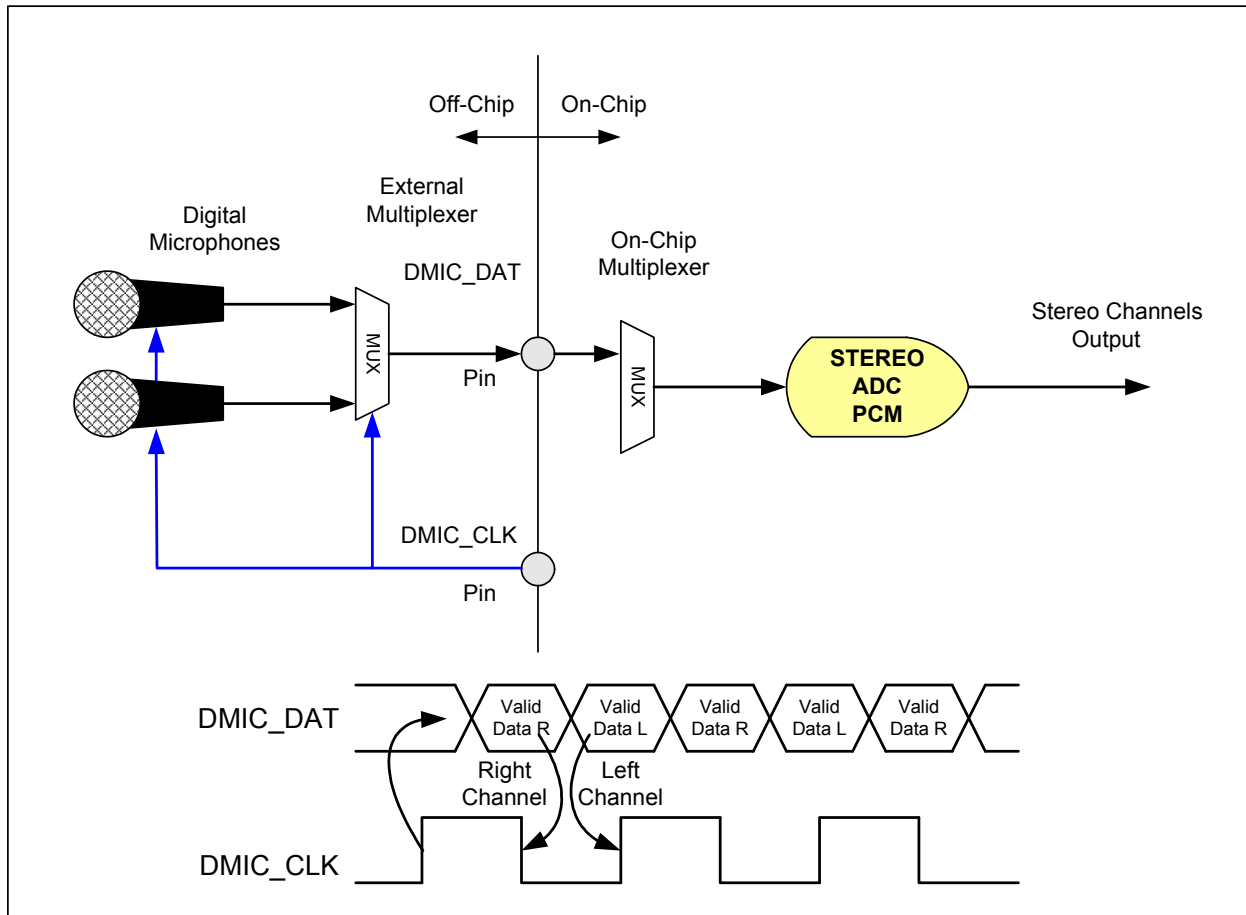 Off-Chip
On-Chip
External
Multiplexer
Digital
Microphones
On-Chip
Multiplexer
DMIC_DAT
Stereo Channels
Output
MUX
MUX
STEREO
ADC
PCM
Pin
DMIC_CLK
Pin
DMIC_DAT
Valid
Data R
Valid
Data L
Valid
Data R
Valid
Data L
Valid
Data R
Right
Channel
Left
Channel
DMIC_CLK